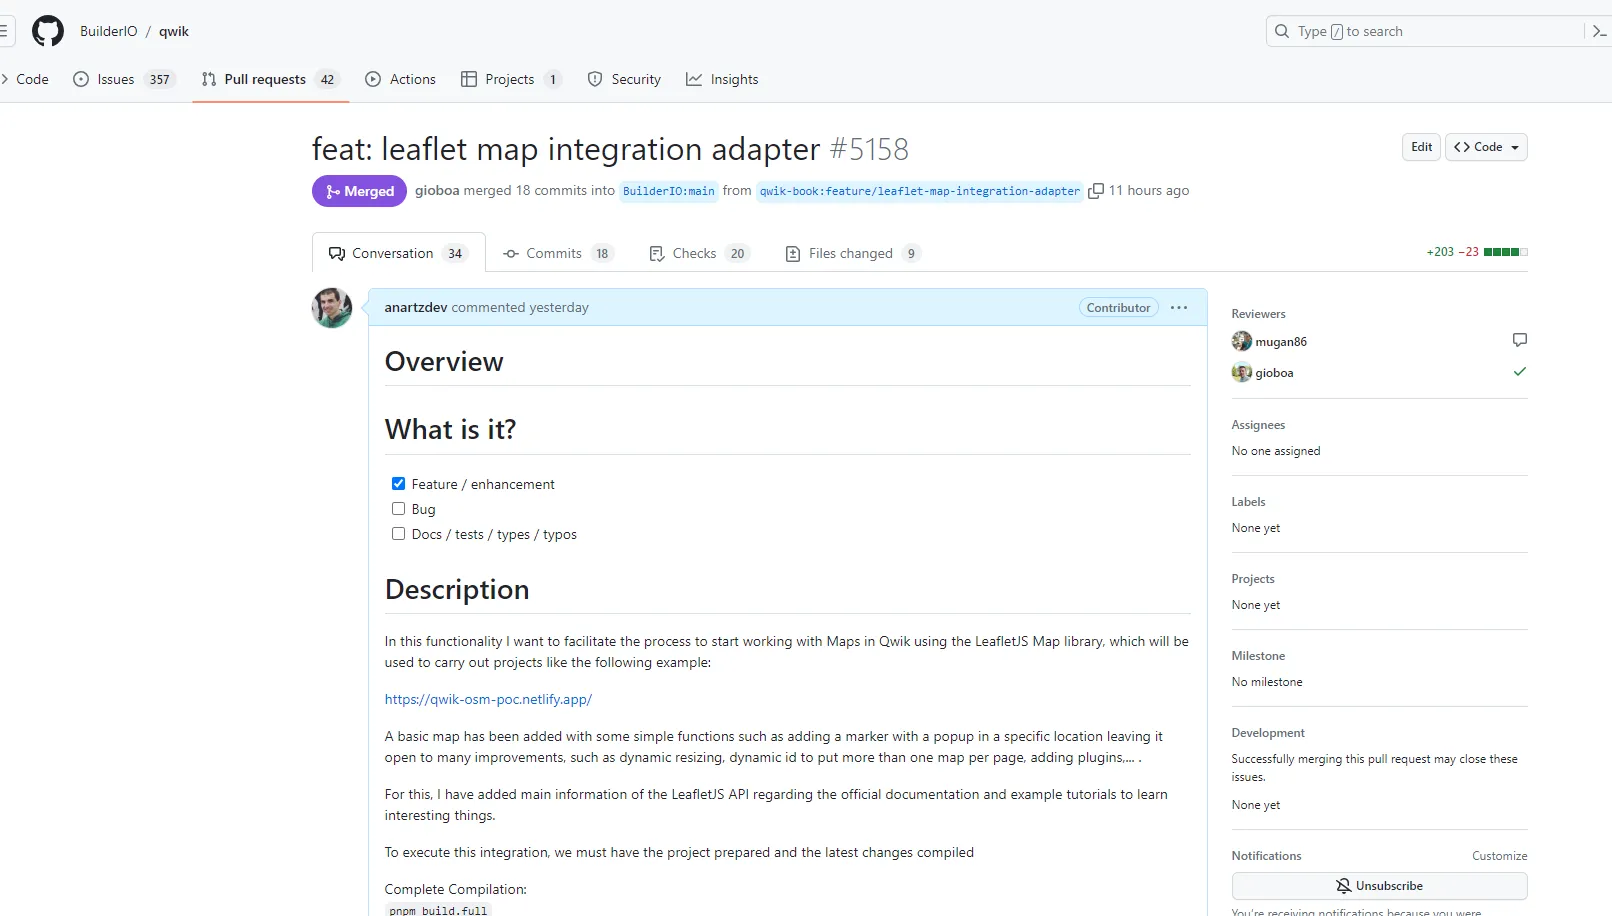 BuilderIO / qwik
Type / to search
Code
Issues 357
Pull requests 42
Actions
Projects 1
Security
Insights
feat: leaflet map integration adapter #5158
Edit
Code
Merged
gioboa merged 18 commits into BuilderIO:main from qwik-book:feature/leaflet-map-integration-adapter 11 hours ago
Conversation 34
Commits 18
Checks 20
Files changed 9
+203 −23
anartzdev commented yesterday
Contributor
Overview
What is it?
Feature / enhancement
Bug
Docs / tests / types / typos
Description
In this functionality I want to facilitate the process to start working with Maps in Qwik using the LeafletJS Map library, which will be
used to carry out projects like the following example:
https://qwik-osm-poc.netlify.app/
A basic map has been added with some simple functions such as adding a marker with a popup in a specific location leaving it
open to many improvements, such as dynamic resizing, dynamic id to put more than one map per page, adding plugins,... .
For this, I have added main information of the LeafletJS API regarding the official documentation and example tutorials to learn
interesting things.
To execute this integration, we must have the project prepared and the latest changes compiled
Complete Compilation:
pnpm build.full
Reviewers
mugan86
gioboa
Assignees
No one assigned
Labels
None yet
Projects
None yet
Milestone
No milestone
Development
Successfully merging this pull request may close these
issues.
None yet
Notifications
Customize
Unsubscribe
You're receiving notifications because you were